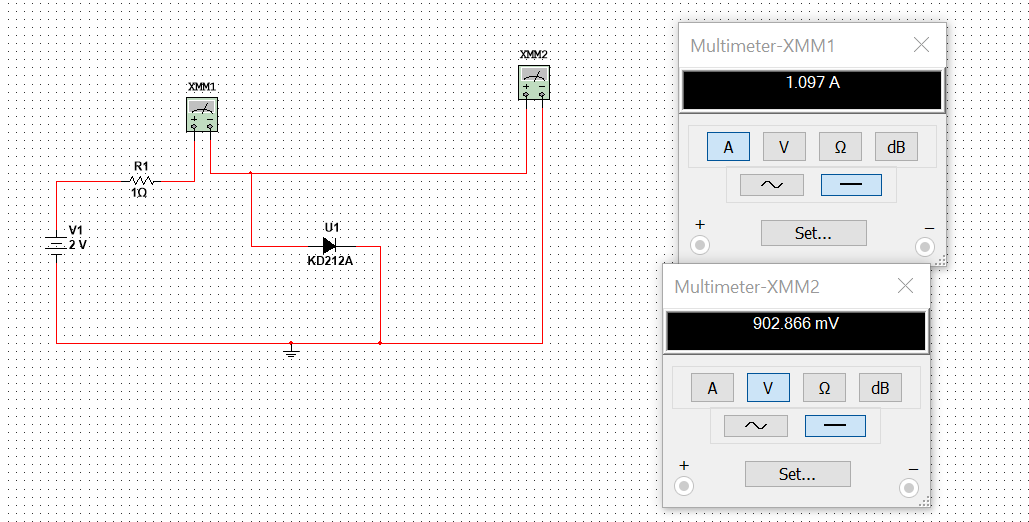 XMM1
XMM2
R1
1Ω
V1
2 V
U1
KD212A
Multimeter-XMM1
1.097 A
A
V
Ω
dB
+
Set...
–
Multimeter-XMM2
902.866 mV
A
V
Ω
dB
+
Set...
–